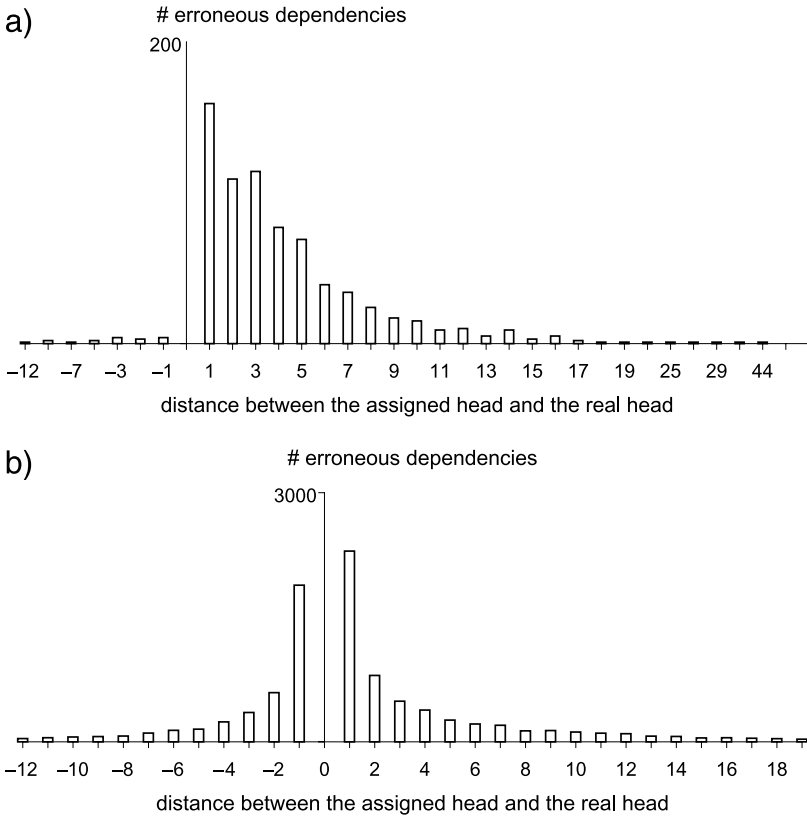 a)
# erroneous dependencies
200
–12 –7 –3 –1 1 3 5 7 9 11 13 15 17 19 25 29 44
distance between the assigned head and the real head
b)
# erroneous dependencies
3000
–12 –10 –8 –6 –4 –2 0 2 4 6 8 10 12 14 16 18
distance between the assigned head and the real head